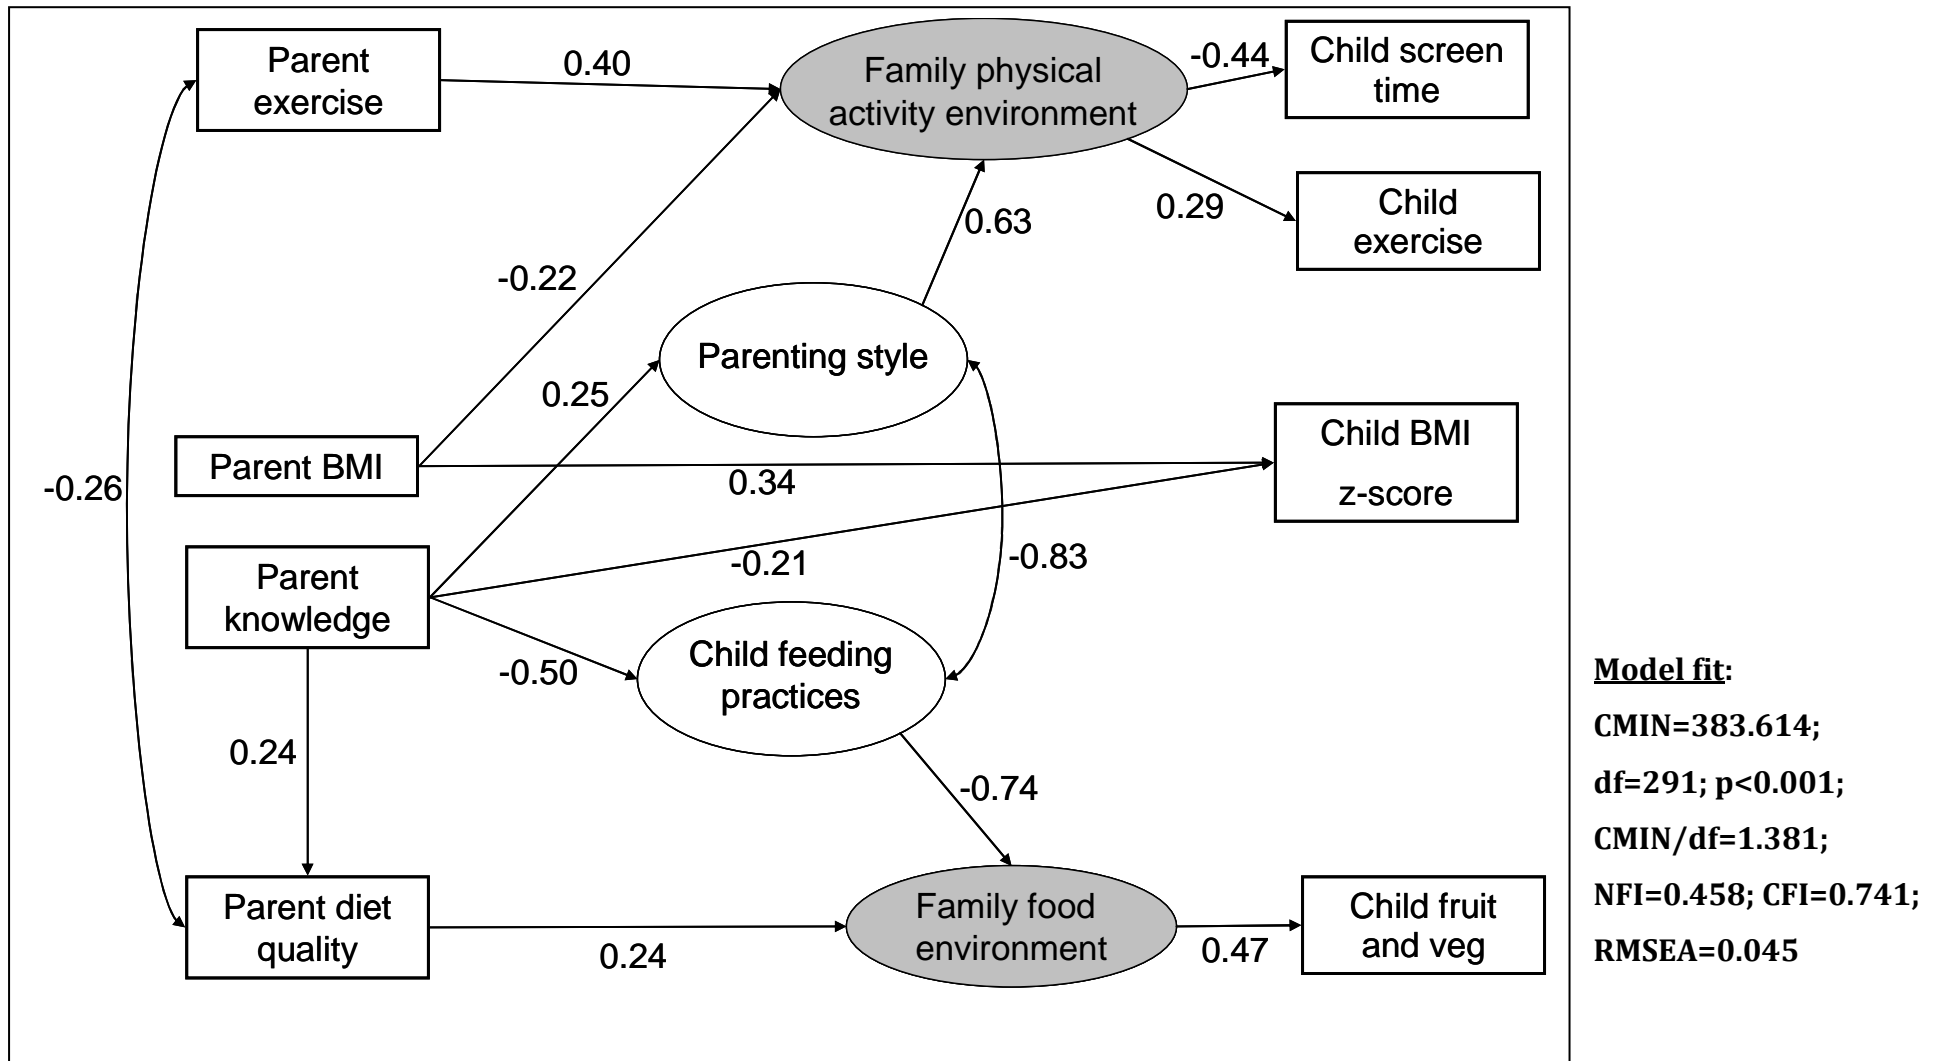 Parent
exercise
0.40
Family physical
activity environment
-0.44
Child screen
time
0.29
Child
exercise
0.63
-0.22
Parenting style
0.25
Parent BMI
0.34
Child BMI
z-score
-0.26
Parent
knowledge
-0.21
-0.83
-0.50
Child feeding
practices
0.24
-0.74
Parent diet
quality
0.24
Family food
environment
0.47
Child fruit
and veg
Model fit:
CMIN=383.614;
df=291; p<0.001;
CMIN/df=1.381;
NFI=0.458; CFI=0.741;
RMSEA=0.045